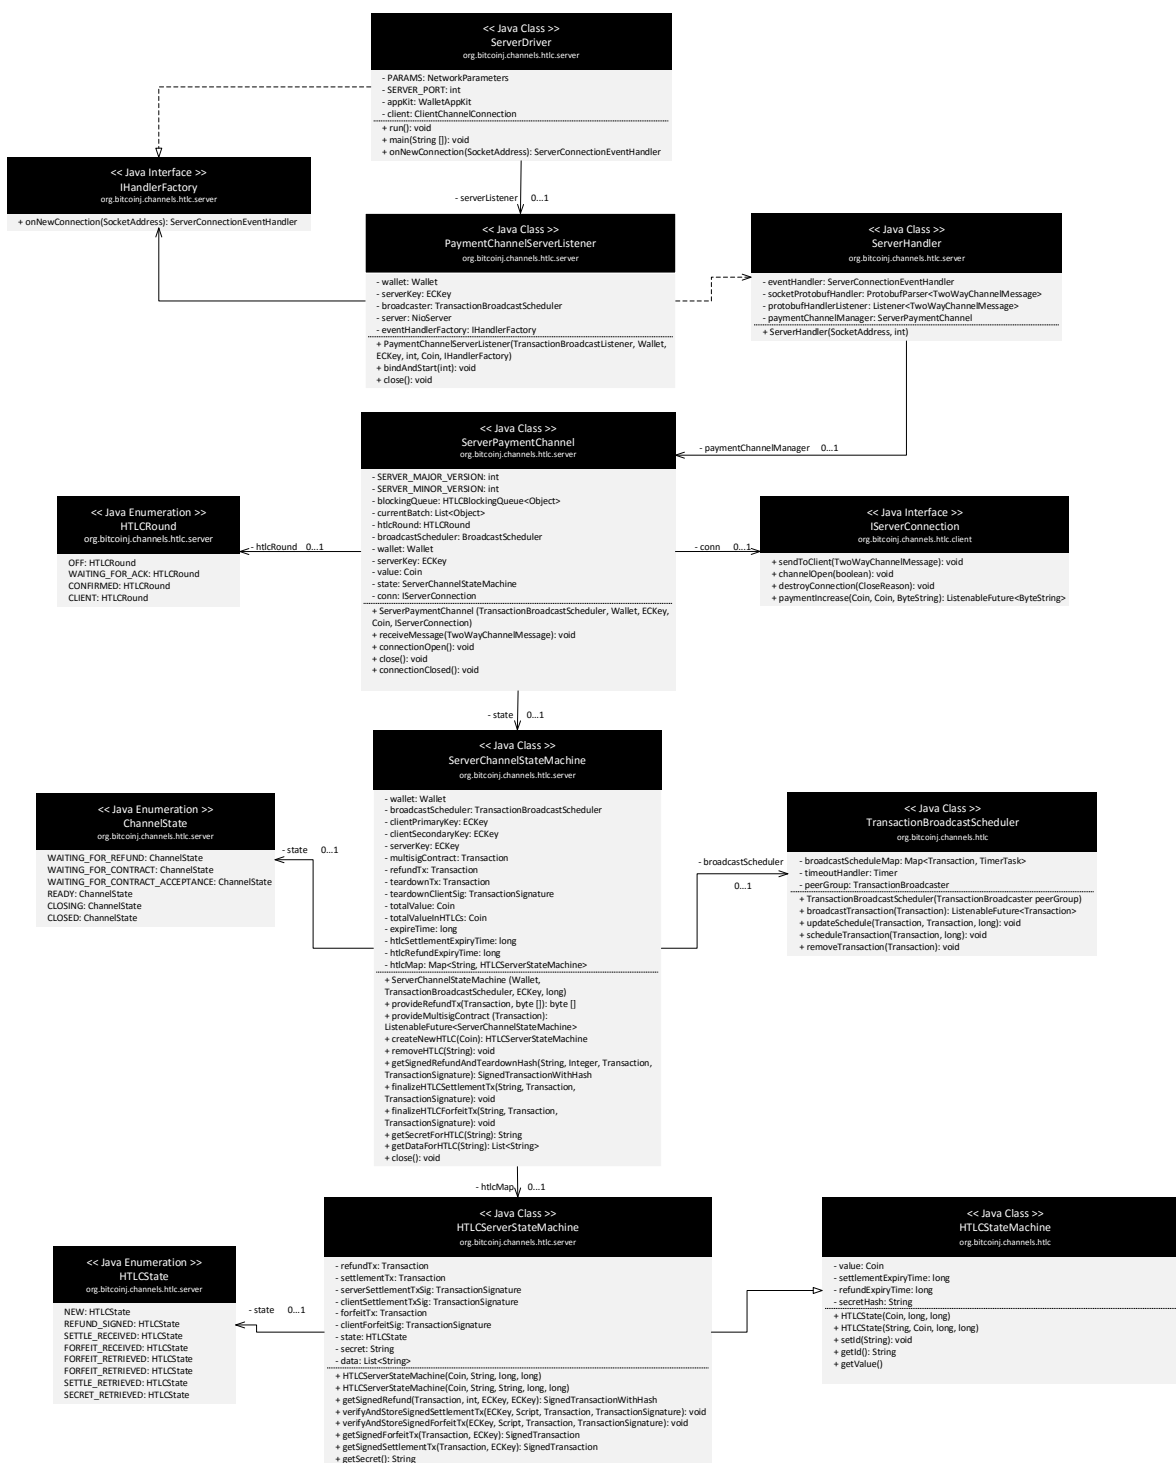 << Java Class >>
ServerDriver
org.bitcoinj.channels.htlc.server
- PARAMS: NetworkParameters
- SERVER_PORT: int
- appKit: WalletAppKit
- client: ClientChannelConnection
+ run(): void
+ main(String []): void
+ onNewConnection(SocketAddress): ServerConnectionEventHandler
<< Java Interface >>
IHandlerFactory
org.bitcoinj.channels.htlc.server
+ onNewConnection(SocketAddress): ServerConnectionEventHandler
- serverListener 0...1
<< Java Class >>
PaymentChannelServerListener
org.bitcoinj.channels.htlc.server
- wallet: Wallet
- serverKey: ECKey
- broadcaster: TransactionBroadcastScheduler
- server: NioServer
- eventHandlerFactory: IHandlerFactory
+ PaymentChannelServerListener(TransactionBroadcastListener, Wallet,
ECKey, int, Coin, IHandlerFactory)
+ bindAndStart(int): void
+ close(): void
<< Java Class >>
ServerHandler
org.bitcoinj.channels.htlc.server
- eventHandler: ServerConnectionEventHandler
- socketProtobufHandler: ProtobufParser<TwoWayChannelMessage>
- protobufHandlerListener: Listener<TwoWayChannelMessage>
- paymentChannelManager: ServerPaymentChannel
+ ServerHandler(SocketAddress, int)
- paymentChannelManager 0...1
<< Java Class >>
ServerPaymentChannel
org.bitcoinj.channels.htlc.server
- SERVER_MAJOR_VERSION: int
- SERVER_MINOR_VERSION: int
- blockingQueue: HTLCBlockingQueue<Object>
- currentBatch: List<Object>
- htlcRound: HTLCRound
- broadcastScheduler: BroadcastScheduler
- wallet: Wallet
- serverKey: ECKey
- value: Coin
- state: ServerChannelStateMachine
- conn: IServerConnection
+ ServerPaymentChannel (TransactionBroadcastScheduler, Wallet, ECKey,
Coin, IServerConnection)
+ receiveMessage(TwoWayChannelMessage): void
+ connectionOpen(): void
+ close(): void
+ connectionClosed(): void
<< Java Enumeration >>
HTLCRound
org.bitcoinj.channels.htlc.server
OFF: HTLCRound
WAITING_FOR_ACK: HTLCRound
CONFIRMED: HTLCRound
CLIENT: HTLCRound
- htlcRound 0...1
- conn 0...1
<< Java Interface >>
IServerConnection
org.bitcoinj.channels.htlc.client
+ sendToClient(TwoWayChannelMessage): void
+ channelOpen(boolean): void
+ destroyConnection(CloseReason): void
+ paymentIncrease(Coin, Coin, ByteString): ListenableFuture<ByteString>
- state 0...1
<< Java Class >>
ServerChannelStateMachine
org.bitcoinj.channels.htlc.server
- wallet: Wallet
- broadcastScheduler: TransactionBroadcastScheduler
- clientPrimaryKey: ECKey
- clientSecondaryKey: ECKey
- serverKey: ECKey
- multisigContract: Transaction
- refundTx: Transaction
- teardownTx: Transaction
- teardownClientSig: TransactionSignature
- totalValue: Coin
- totalValueInHTLCs: Coin
- expireTime: long
- htlcSettlementExpiryTime: long
- htlcRefundExpiryTime: long
- htlcMap: Map<String, HTLCServerStateMachine>
+ ServerChannelStateMachine (Wallet,
TransactionBroadcastScheduler, ECKey, long)
+ provideRefundTx(Transaction, byte []): byte []
+ provideMultisigContract (Transaction):
ListenableFuture<ServerChannelStateMachine>
+ createNewHTLC(Coin): HTLCServerStateMachine
+ removeHTLC(String): void
+ getSignedRefundAndTeardownHash(String, Integer, Transaction,
TransactionSignature): SignedTransactionWithHash
+ finalizeHTLCSettlementTx(String, Transaction,
TransactionSignature): void
+ finalizeHTLCForfeitTx(String, Transaction,
TransactionSignature): void
+ getSecretForHTLC(String): String
+ getDataForHTLC(String): List<String>
+ close(): void
<< Java Enumeration >>
ChannelState
org.bitcoinj.channels.htlc.server
WAITING_FOR_REFUND: ChannelState
WAITING_FOR_CONTRACT: ChannelState
WAITING_FOR_CONTRACT_ACCEPTANCE: ChannelState
READY: ChannelState
CLOSING: ChannelState
CLOSED: ChannelState
- state 0...1
- broadcastScheduler
0...1
<< Java Class >>
TransactionBroadcastScheduler
org.bitcoinj.channels.htlc
- broadcastScheduleMap: Map<Transaction, TimerTask>
- timeoutHandler: Timer
- peerGroup: TransactionBroadcaster
+ TransactionBroadcastScheduler(TransactionBroadcaster peerGroup)
+ broadcastTransaction(Transaction): ListenableFuture<Transaction>
+ updateSchedule(Transaction, Transaction, long): void
+ scheduleTransaction(Transaction, long): void
+ removeTransaction(Transaction): void
- htlcMap 0...1
<< Java Class >>
HTLCServerStateMachine
org.bitcoinj.channels.htlc.server
- refundTx: Transaction
- settlementTx: Transaction
- serverSettlementTxSig: TransactionSignature
- clientSettlementTxSig: TransactionSignature
- forfeitTx: Transaction
- clientForfeitSig: TransactionSignature
- state: HTLCState
- secret: String
- data: List<String>
+ HTLCServerStateMachine(Coin, String, long, long)
+ HTLCServerStateMachine(Coin, String, String, long, long)
+ getSignedRefund(Transaction, int, ECKey, ECKey): SignedTransactionWithHash
+ verifyAndStoreSignedSettlementTx(ECKey, Script, Transaction, TransactionSignature): void
+ verifyAndStoreSignedForfeitTx(ECKey, Script, Transaction, TransactionSignature): void
+ getSignedForfeitTx(Transaction, ECKey): SignedTransaction
+ getSignedSettlementTx(Transaction, ECKey): SignedTransaction
+ getSecret(): String
<< Java Enumeration >>
HTLCState
org.bitcoinj.channels.htlc.server
NEW: HTLCState
REFUND_SIGNED: HTLCState
SETTLE_RECEIVED: HTLCState
FORFEIT_RECEIVED: HTLCState
FORFEIT_RETRIEVED: HTLCState
FORFEIT_RETRIEVED: HTLCState
SETTLE_RETRIEVED: HTLCState
SECRET_RETRIEVED: HTLCState
- state 0...1
<< Java Class >>
HTLCStateMachine
org.bitcoinj.channels.htlc
- value: Coin
- settlementExpiryTime: long
- refundExpiryTime: long
- secretHash: String
+ HTLCState(Coin, long, long)
+ HTLCState(String, Coin, long, long)
+ setId(String): void
+ getId(): String
+ getValue()